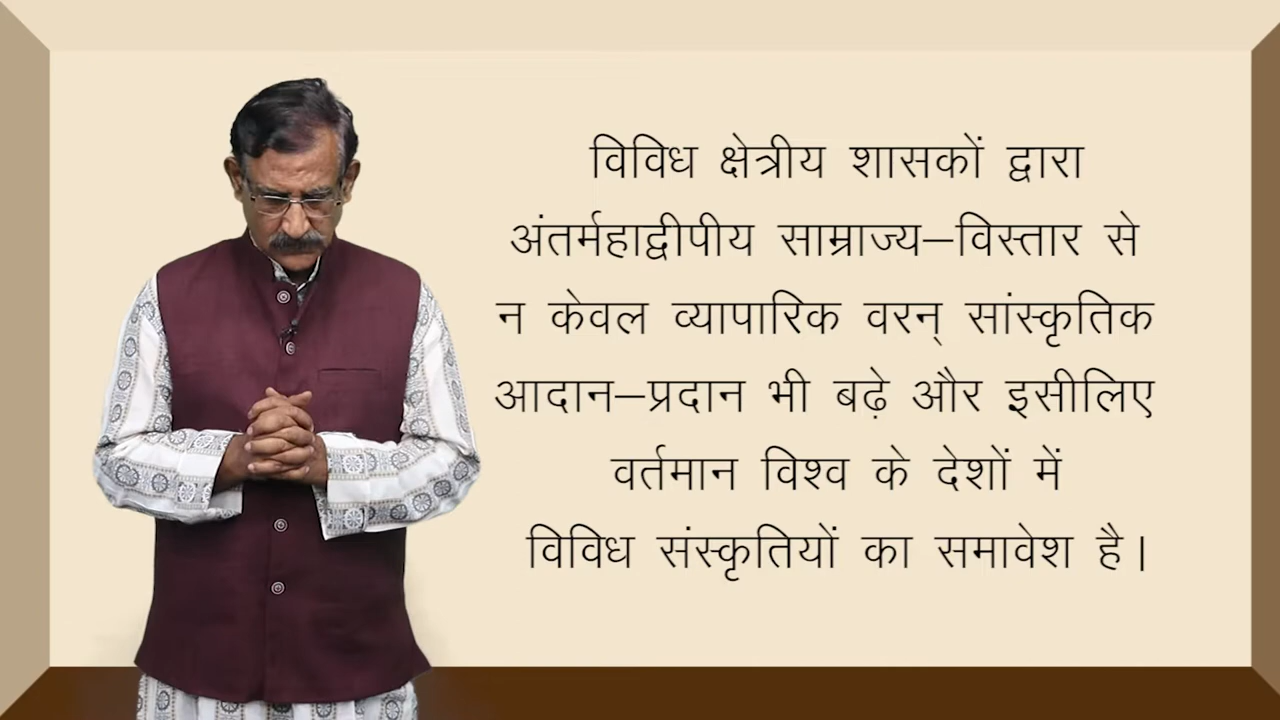 विविध क्षेत्रीय शासकों द्वारा
अंतर्महाद्वीपीय साम्राज्य–विस्तार से
न केवल व्यापारिक वरन् सांस्कृतिक
आदान–प्रदान भी बढ़े और इसीलिए
वर्तमान विश्व के देशों में
विविध संस्कृतियों का समावेश है।